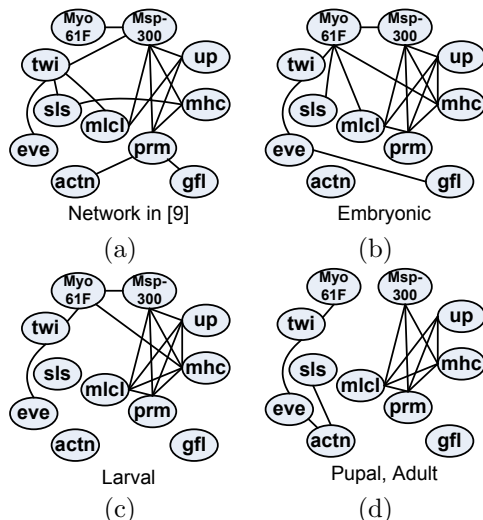 Myo 61F
Msp-300
twi
up
sls
mlcl
mhc
eve
prm
actn
gfl
Network in [9]
(a)
Myo 61F
Msp-300
twi
up
sls
mlcl
mhc
eve
prm
actn
gfl
Embryonic
(b)
Myo 61F
Msp-300
twi
up
sls
mlcl
mhc
eve
prm
actn
gfl
Larval
(c)
Myo 61F
Msp-300
twi
up
sls
mlcl
mhc
eve
prm
actn
gfl
Pupal, Adult
(d)